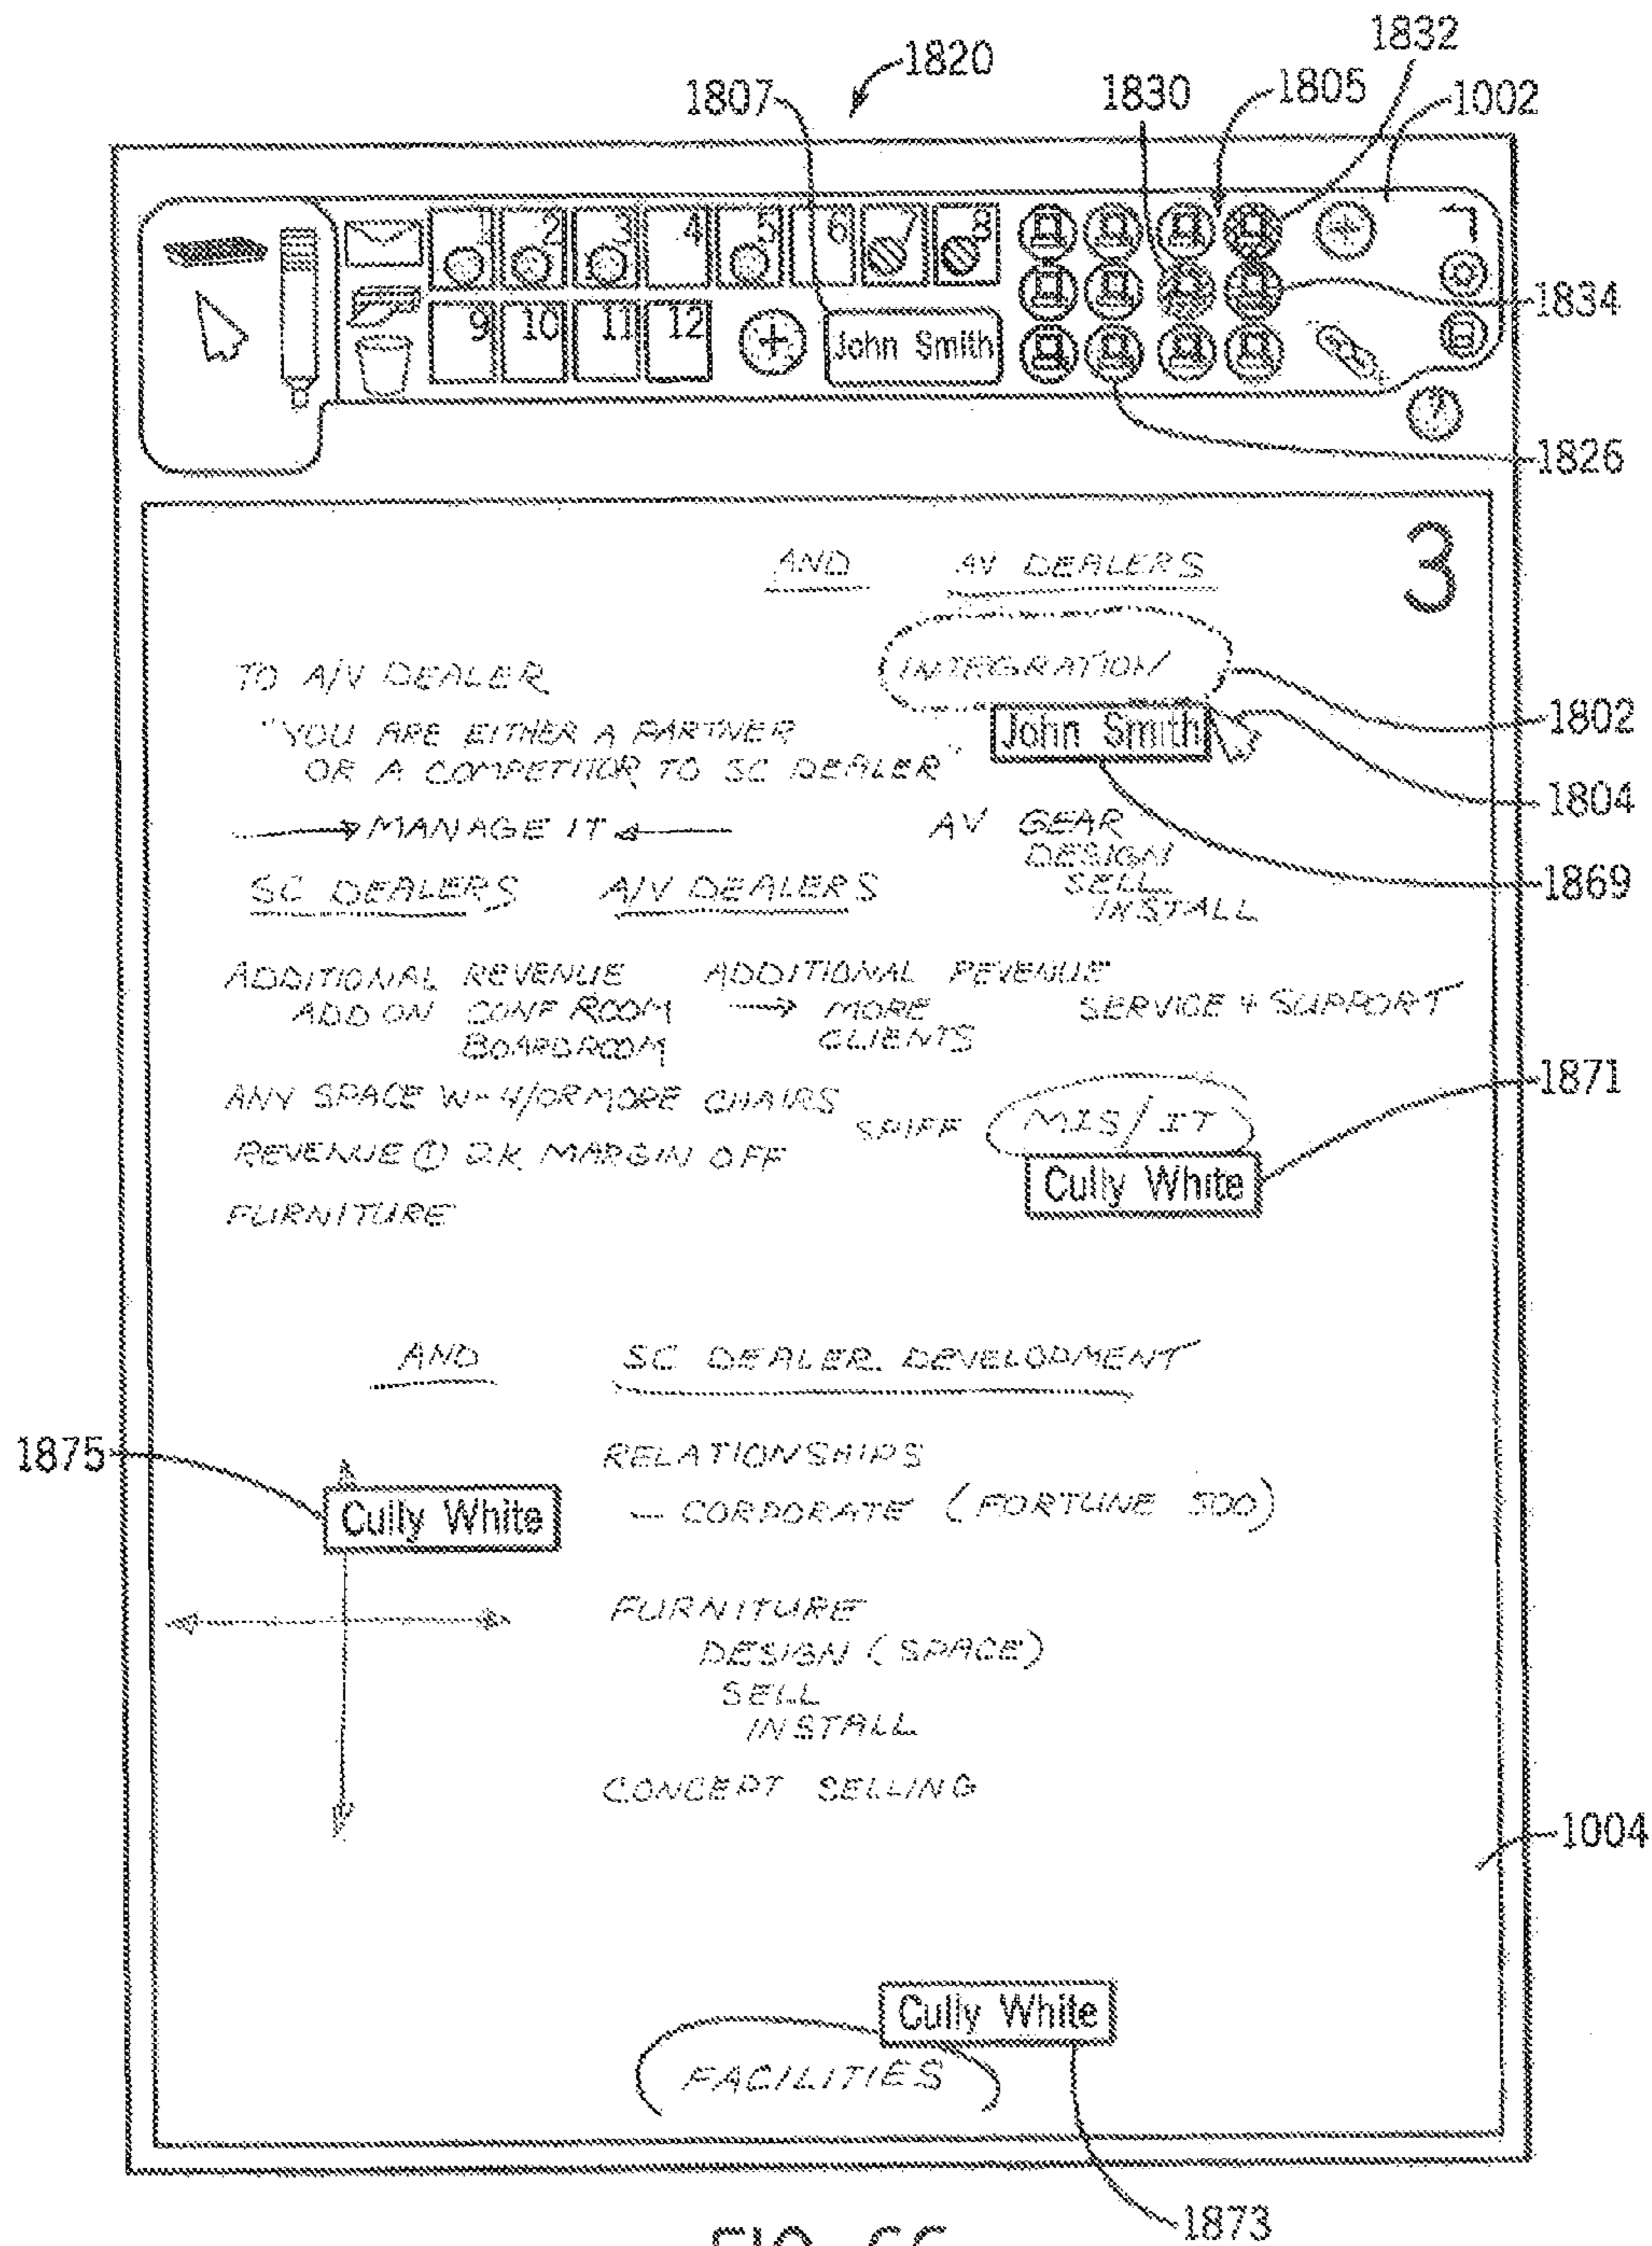 1832
1820
1807
1830
1805
1002
1 2 3 4 5 6 7 8
9 10 11 12
John Smith
?
1834
1826
3
AND AV DEALERS
INTEGRATION
TO A/V DEALER
John Smith
1802
"YOU ARE EITHER A PARTNER
OR A COMPETITOR TO SC DEALER"
1804
MANAGE IT
AV GEAR
DESIGN
SELL
INSTALL
1869
SC DEALERS A/V DEALERS
ADDITIONAL REVENUE ADDITIONAL REVENUE
ADD ON CONF ROOM MORE SERVICE + SUPPORT
BOARDROOM CLIENTS
1871
ANY SPACE W- 4/OR MORE CHAIRS
SPIFF MIS/IT
REVENUE ① 2K MARGIN OFF
Cully White
FURNITURE
AND SC DEALER DEVELOPMENT
1875
RELATIONSHIPS
Cully White
— CORPORATE (FORTUNE 500)
FURNITURE
DESIGN (SPACE)
SELL
INSTALL
CONCEPT SELLING
1004
Cully White
FACILITIES
1873